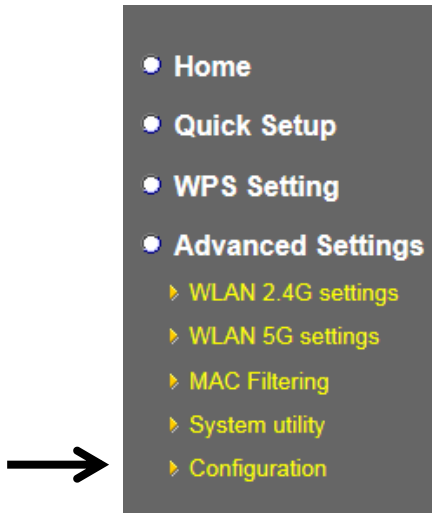 Home
Quick Setup
WPS Setting
Advanced Settings
WLAN 2.4G settings
WLAN 5G settings
MAC Filtering
System utility
Configuration